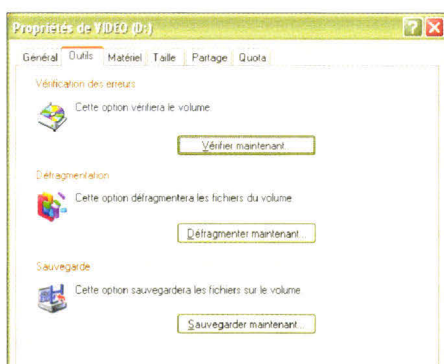 Propriétés de VIDEO (D:)
Général Outils Matériel Taille Partage Quota
Vérification des erreurs
Cette option vérifiera le volume
Vérifier maintenant...
Défragmentation
Cette option défragmentera les fichiers du volume
Défragmenter maintenant...
Sauvegarde
Cette option sauvegardera les fichiers sur le volume
Sauvegarder maintenant...